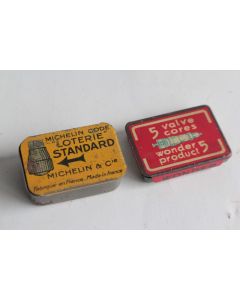 MICHELIN CODE
"LOTERIE"
STANDARD
MICHELIN & Cie
Fabriqué en France. Made in France
5 valve
cores
wonder
product 5